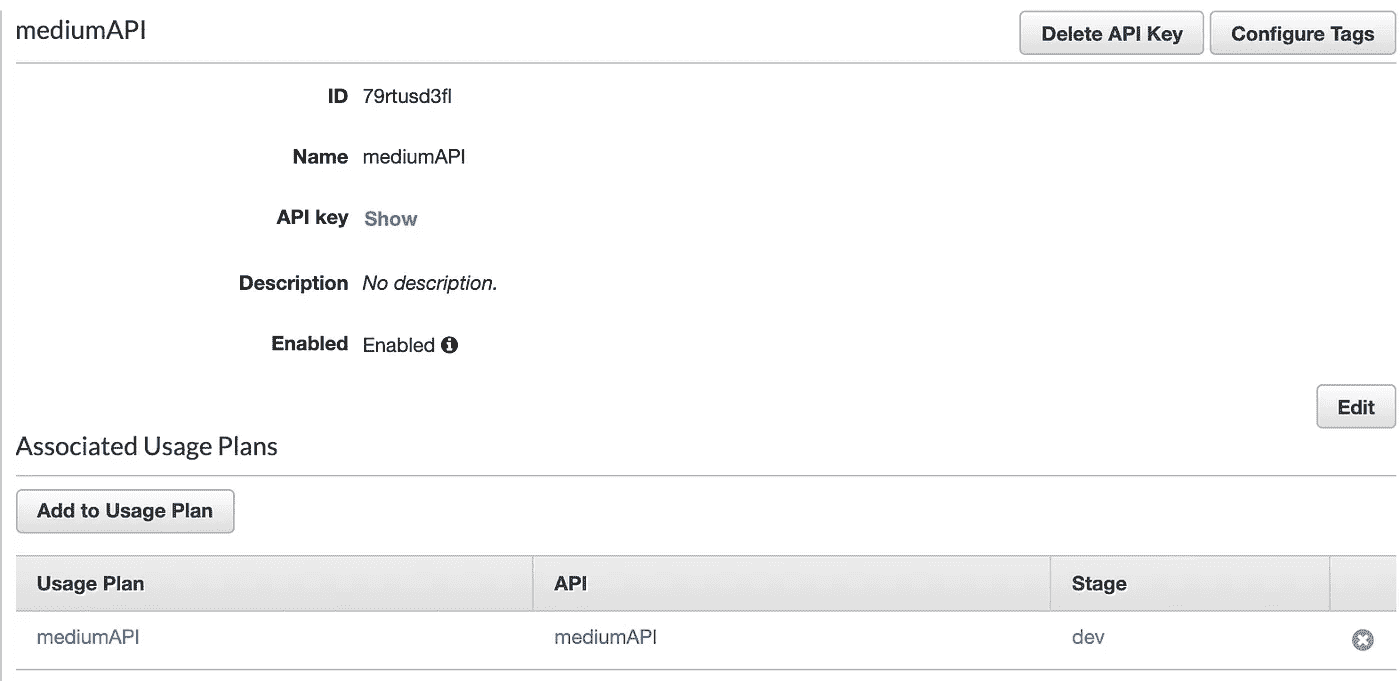 mediumAPI
Delete API Key
Configure Tags
ID 79rtusd3fl
Name mediumAPI
API key Show
Description No description.
Enabled Enabled
Edit
Associated Usage Plans
Add to Usage Plan
Usage Plan API Stage
mediumAPI mediumAPI dev